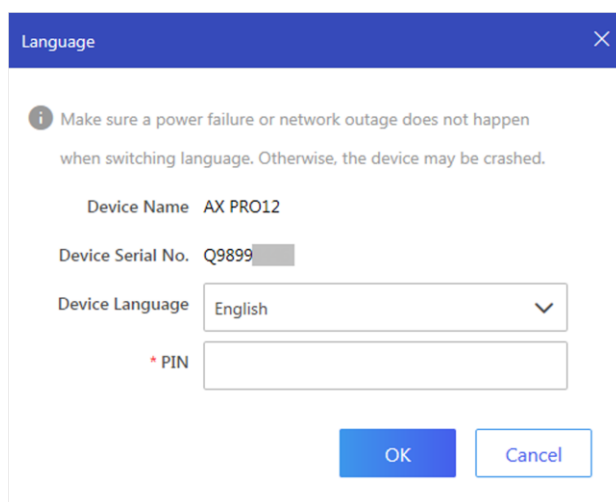 Language
Make sure a power failure or network outage does not happen
when switching language. Otherwise, the device may be crashed.
Device Name AX PRO12
Device Serial No. Q9899
Device Language English
* PIN
OK Cancel